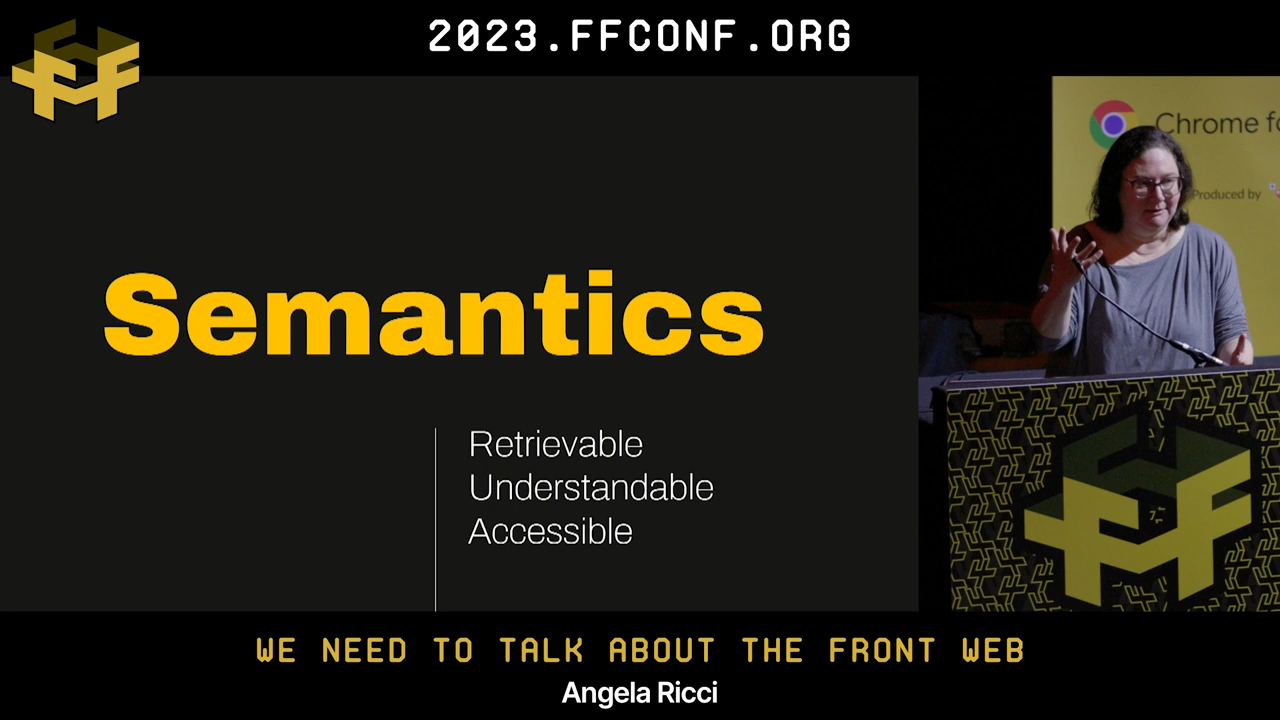 2023.FFCONF.ORG
Chrome fo
Produced by
Semantics
Retrievable
Understandable
Accessible
WE NEED TO TALK ABOUT THE FRONT WEB
Angela Ricci